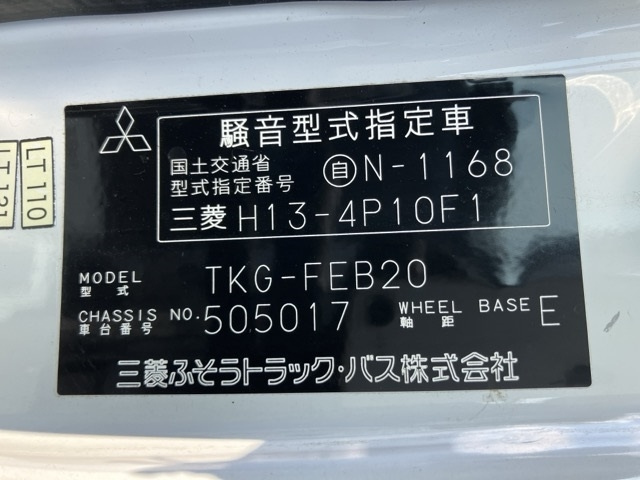 騒音型式指定車
国土交通省
型式指定番号 自N-1168
三菱 H13-4P10F1
MODEL
型式 TKG-FEB20
CHASSIS NO.
車台番号 505017 WHEEL BASE
軸距 E
三菱ふそうトラック・バス株式会社
LT110
LT121